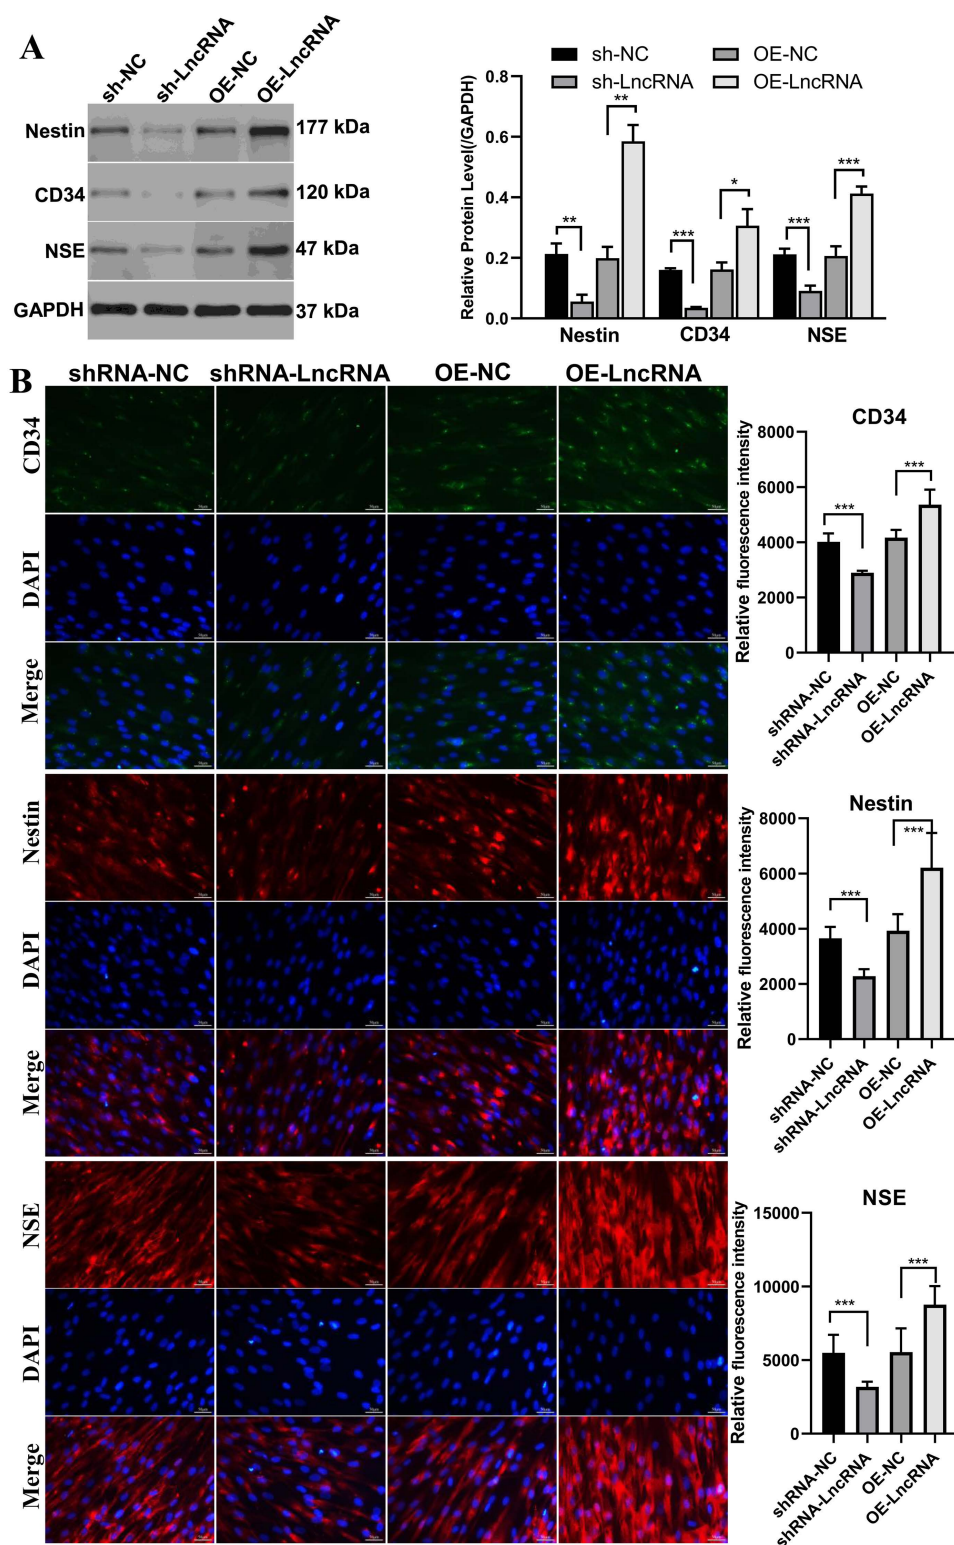 A
sh-NC
sh-LncRNA
OE-NC
OE-LncRNA
Nestin
177 kDa
CD34
120 kDa
NSE
47 kDa
GAPDH
37 kDa
sh-NC
OE-NC
sh-LncRNA
OE-LncRNA
Relative Protein Level(/GAPDH)
0.8
0.6
0.4
0.2
0.0
**
**
***
*
***
***
Nestin
CD34
NSE
B
shRNA-NC
shRNA-LncRNA
OE-NC
OE-LncRNA
CD34
DAPI
Merge
Nestin
DAPI
Merge
NSE
DAPI
Merge
CD34
Relative fluorescence intensity
8000
6000
4000
2000
0
***
***
shRNA-NC
shRNA-LncRNA
OE-NC
OE-LncRNA
Nestin
Relative fluorescence intensity
8000
6000
4000
2000
0
***
***
shRNA-NC
shRNA-LncRNA
OE-NC
OE-LncRNA
NSE
Relative fluorescence intensity
15000
10000
5000
0
***
***
shRNA-NC
shRNA-LncRNA
OE-NC
OE-LncRNA